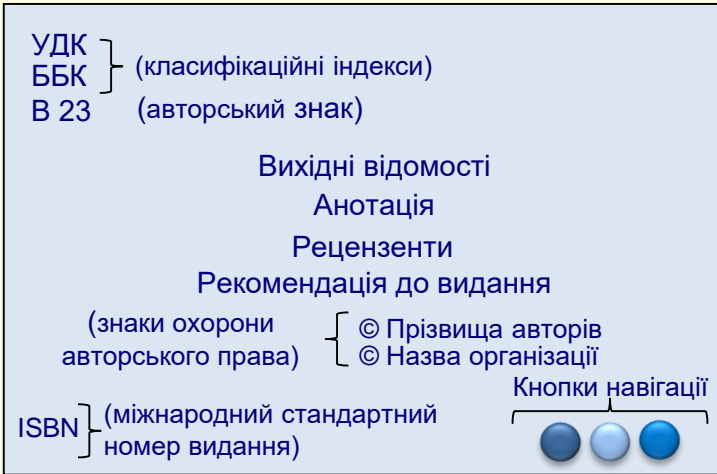 УДК
ББК
(класифікаційні індекси)
В 23 (авторський знак)
Вихідні відомості
Анотація
Рецензенти
Рекомендація до видання
(знаки охорони
авторського права)
© Прізвища авторів
© Назва організації
Кнопки навігації
ISBN
(міжнародний стандартний
номер видання)